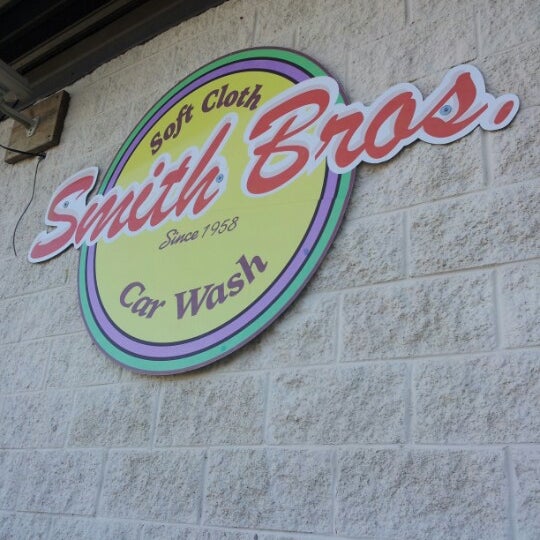 Soft Cloth
Smith Bros.
Since 1958
Car Wash